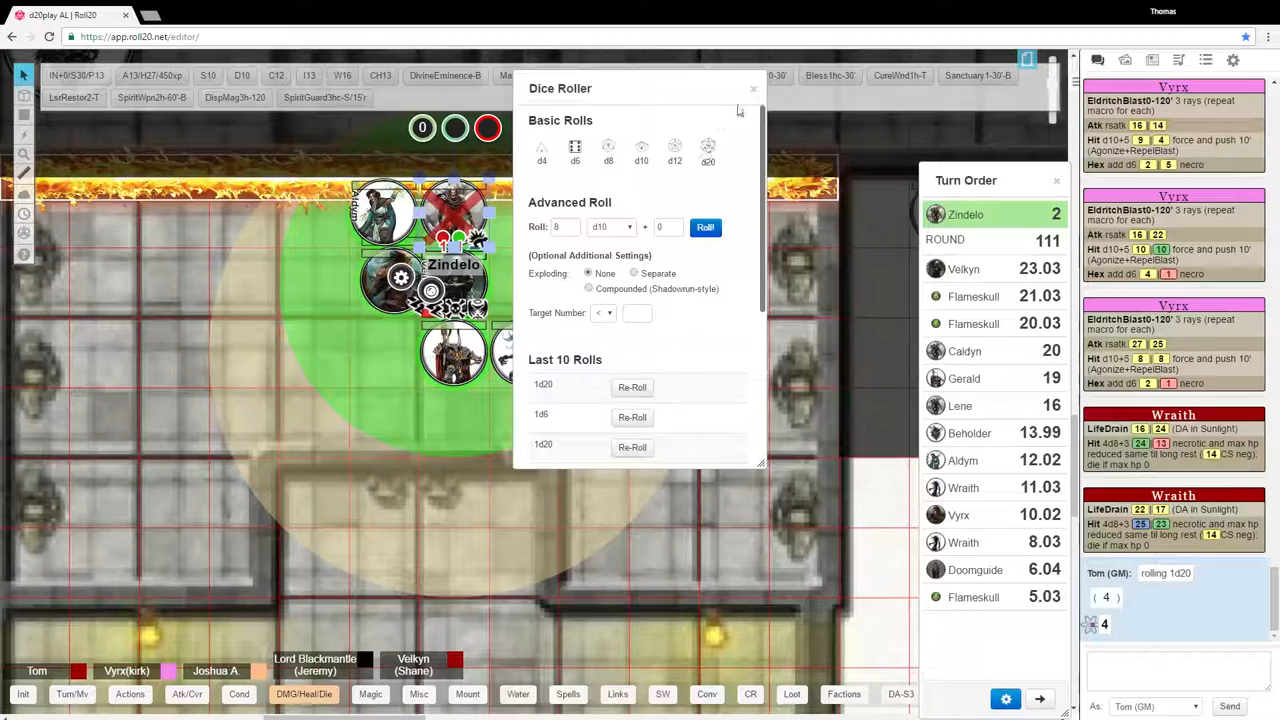 d20play AL | Roll20
Thomas
https://app.roll20.net/editor/
IN+0/S30/P13 A13/H27/450xp S10 D10 C12 I13 W16 CH13 DivineEminence-B Ma 0-30' Bless1hc-30' CureWnd1h-T Sanctuary1-30'-B
LsrRester2-T SpiritWpn2h-60'-B DispMag3h-120 SpiritGuard3hc-S/15'r
0
Zindelo
Dice Roller
Basic Rolls
d4 d6 d8 d10 d12 d20
Advanced Roll
Roll: 8 d10 + 0 Roll!
(Optional Additional Settings)
Exploding: None Separate
Compounded (Shadowrun-style)
Target Number: <
Last 10 Rolls
1d20 Re-Roll
1d6 Re-Roll
1d20 Re-Roll
Turn Order
Zindelo 2
ROUND 111
Velkyn 23.03
Flameskull 21.03
Flameskull 20.03
Caldyn 20
Gerald 19
Lene 16
Beholder 13.99
Aldym 12.02
Wraith 11.03
Vyrx 10.02
Wraith 8.03
Doomguide 6.04
Flameskull 5.03
Vyrx
EldritchBlast0-120' 3 rays (repeat
macro for each)
Atk rsatk 16 14
Hit d10+5 9 4 force and push 10'
(Agonize+RepelBlast)
Hex add d6 2 5 necro
Vyrx
EldritchBlast0-120' 3 rays (repeat
macro for each)
Atk rsatk 16 22
Hit d10+5 10 10 force and push 10'
(Agonize+RepelBlast)
Hex add d6 4 1 necro
Vyrx
EldritchBlast0-120' 3 rays (repeat
macro for each)
Atk rsatk 27 25
Hit d10+5 8 8 force and push 10'
(Agonize+RepelBlast)
Hex add d6 2 1 necro
Wraith
LifeDrain 16 24 (DA in Sunlight)
Hit 4d8+3 24 13 necrotic and max hp
reduced same til long rest (14 CS neg);
die if max hp 0
Wraith
LifeDrain 22 17 (DA in Sunlight)
Hit 4d8+3 25 23 necrotic and max hp
reduced same til long rest (14 CS neg);
die if max hp 0
Tom (GM): rolling 1d20
( 4 )
4
As: Tom (GM) Send
Tom Vyrx(kirk) Joshua A. Lord Blackmantle (Jeremy) Velkyn (Shane)
Init Turn/Mv Actions Atk/Cvr Cond DMG/Heal/Die Magic Misc Mount Water Spells Links SW Conv CR Loot Factions DA-S3